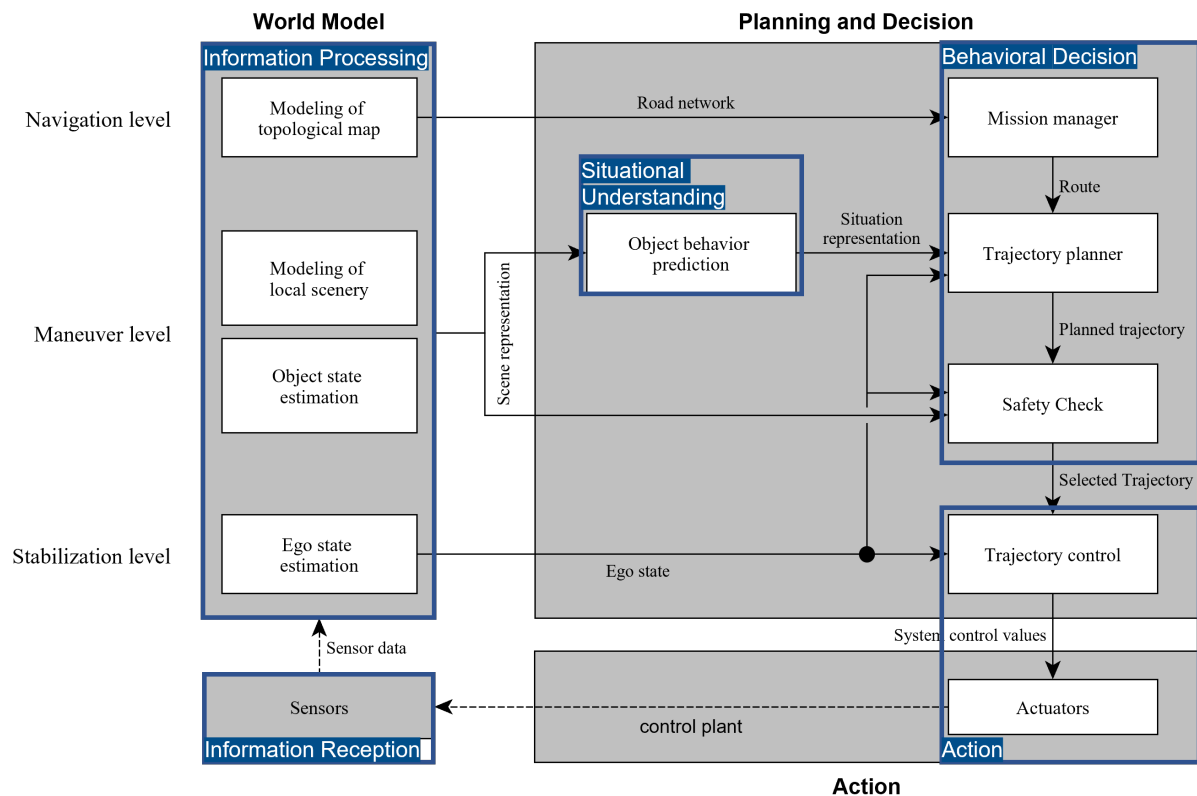 World Model
Planning and Decision
Information Processing
Behavioral Decision
Navigation level
Modeling of
topological map
Road network
Mission manager
Situational
Understanding
Route
Object behavior
prediction
Situation
representation
Trajectory planner
Modeling of
local scenery
Maneuver level
Scene representation
Planned trajectory
Object state
estimation
Safety Check
Selected Trajectory
Stabilization level
Ego state
estimation
Ego state
Trajectory control
Sensor data
System control values
Sensors
control plant
Actuators
Information Reception
Action
Action